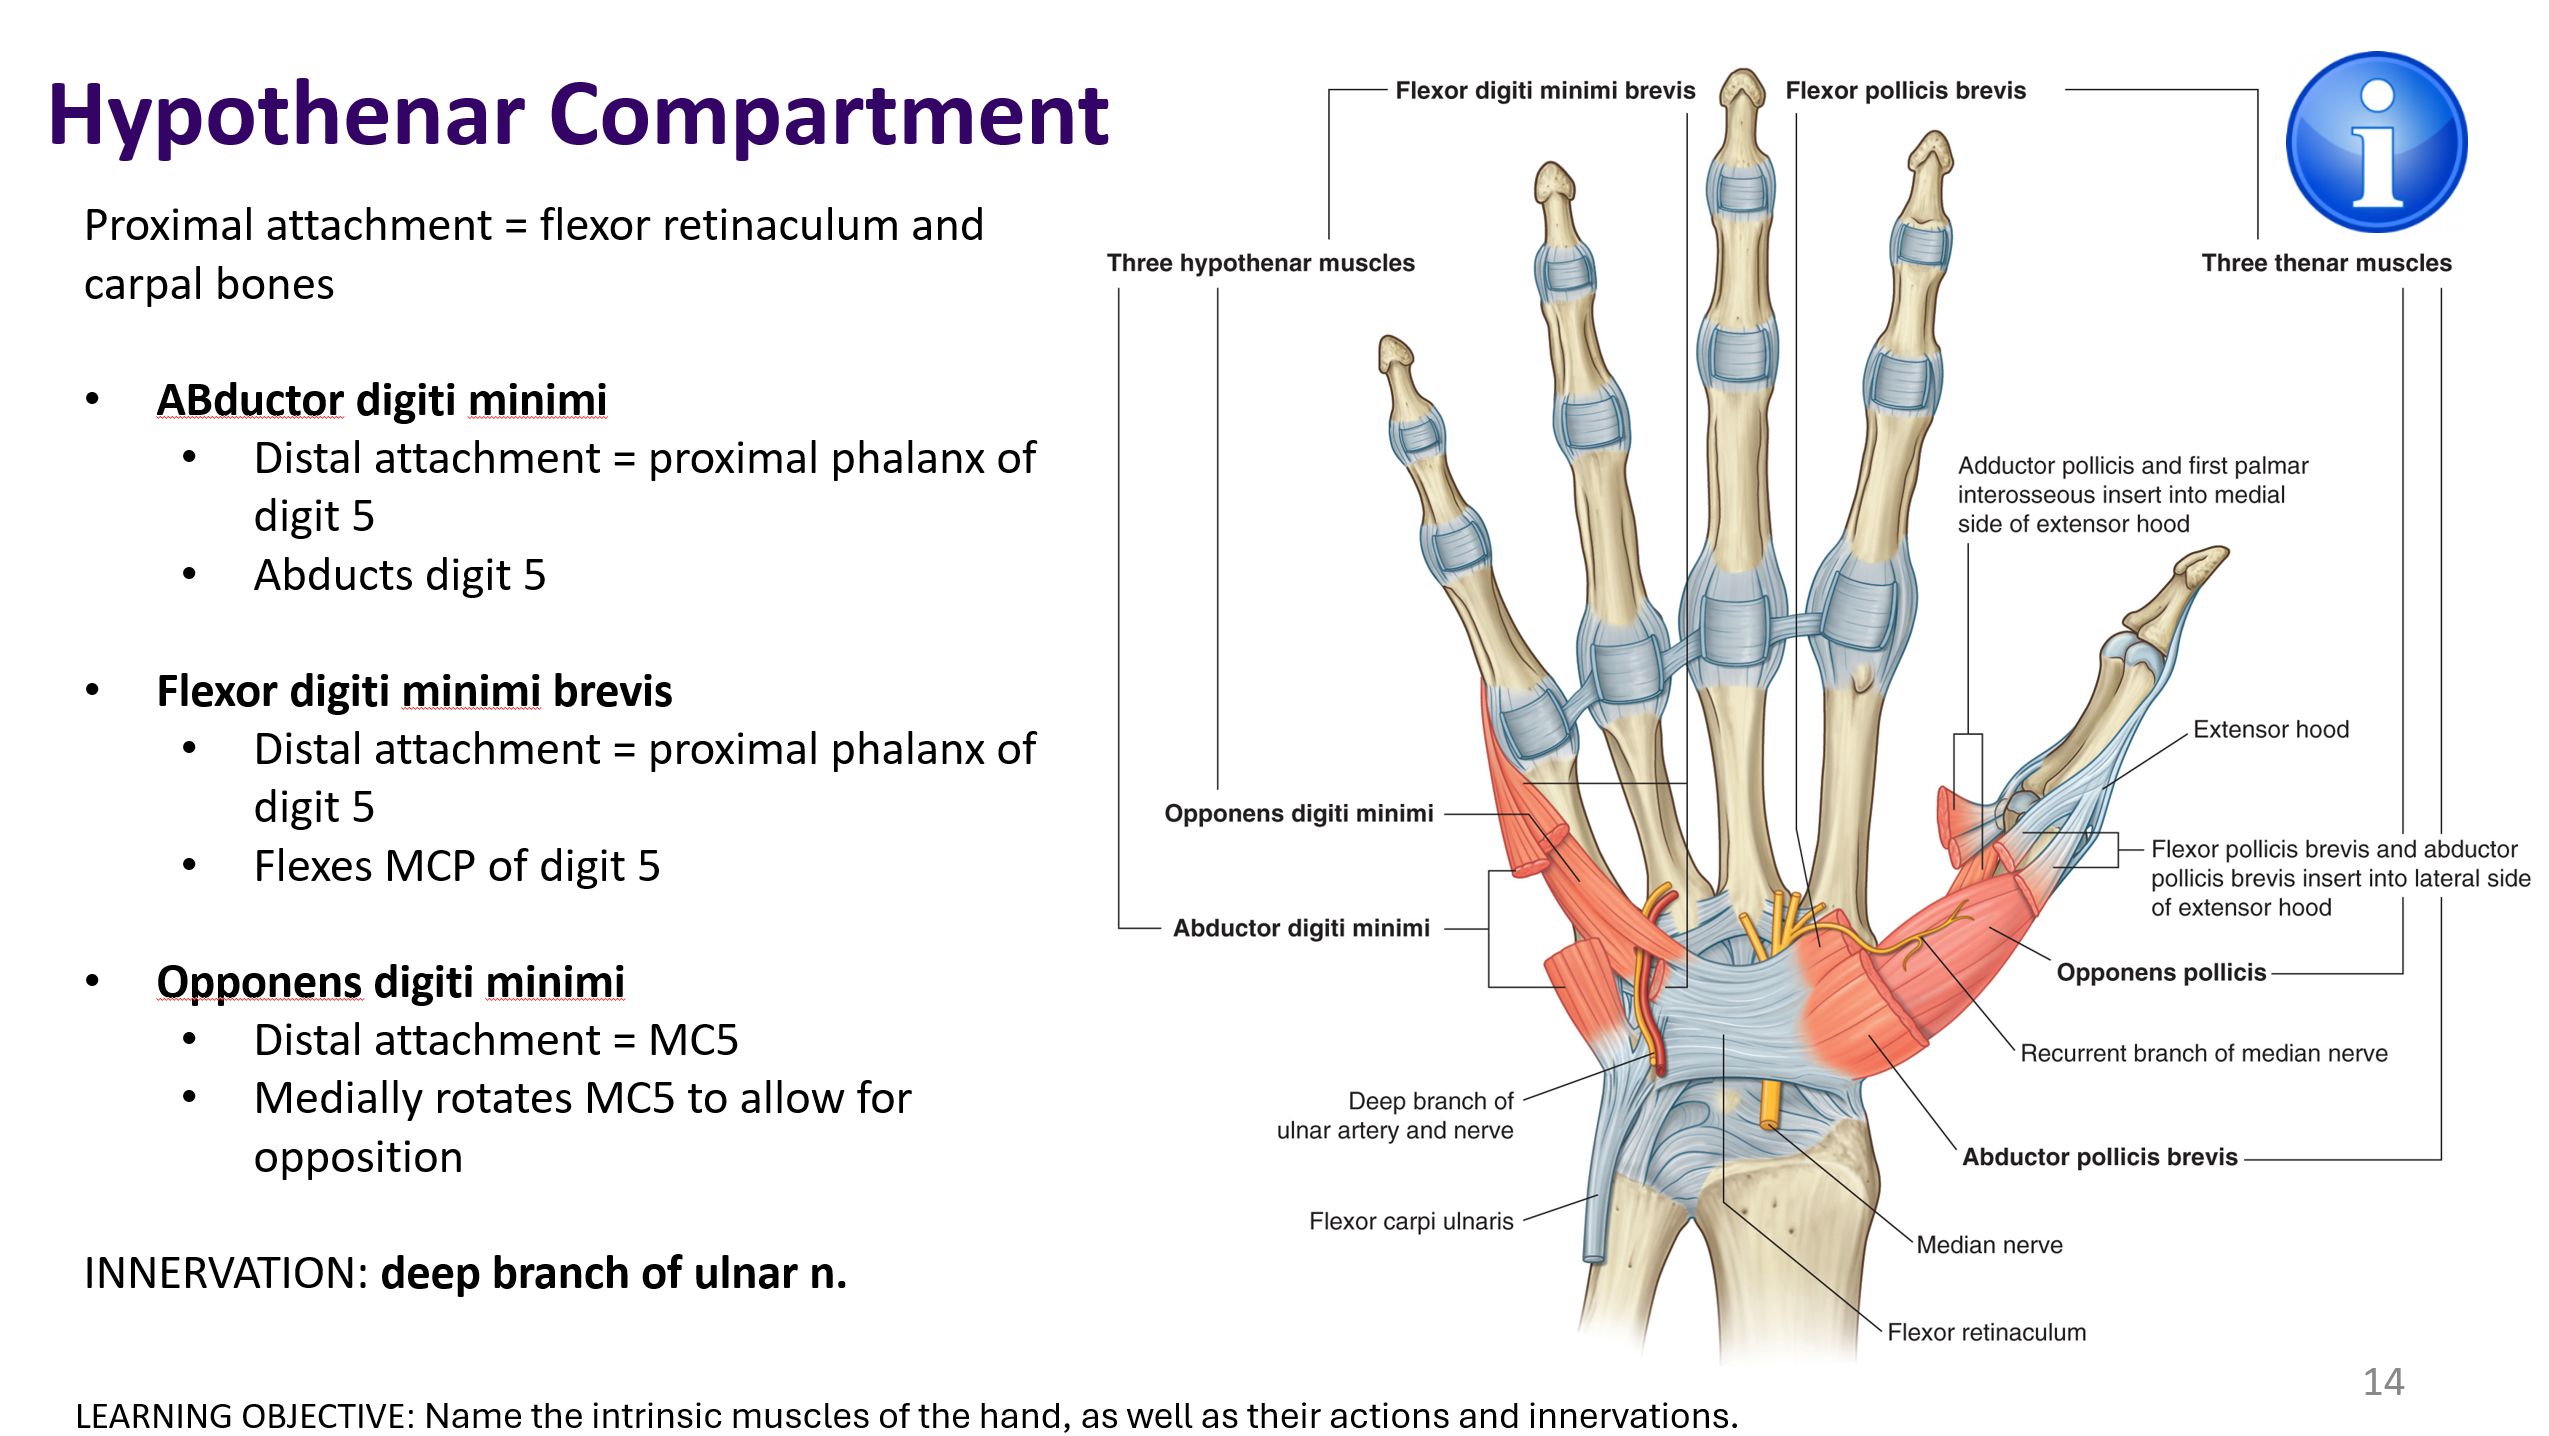 Hypothenar Compartment
Proximal attachment = flexor retinaculum and
carpal bones
• ABductor digiti minimi
• Distal attachment = proximal phalanx of
digit 5
• Abducts digit 5
• Flexor digiti minimi brevis
• Distal attachment = proximal phalanx of
digit 5
• Flexes MCP of digit 5
• Opponens digiti minimi
• Distal attachment = MC5
• Medially rotates MC5 to allow for
opposition
INNERVATION: deep branch of ulnar n.
Flexor digiti minimi brevis
Flexor pollicis brevis
i
Three hypothenar muscles
Three thenar muscles
Adductor pollicis and first palmar
interosseous insert into medial
side of extensor hood
Extensor hood
Opponens digiti minimi
Flexor pollicis brevis and abductor
pollicis brevis insert into lateral side
of extensor hood
Abductor digiti minimi
Opponens pollicis
Recurrent branch of median nerve
Deep branch of
ulnar artery and nerve
Abductor pollicis brevis
Flexor carpi ulnaris
Median nerve
Flexor retinaculum
14
LEARNING OBJECTIVE: Name the intrinsic muscles of the hand, as well as their actions and innervations.